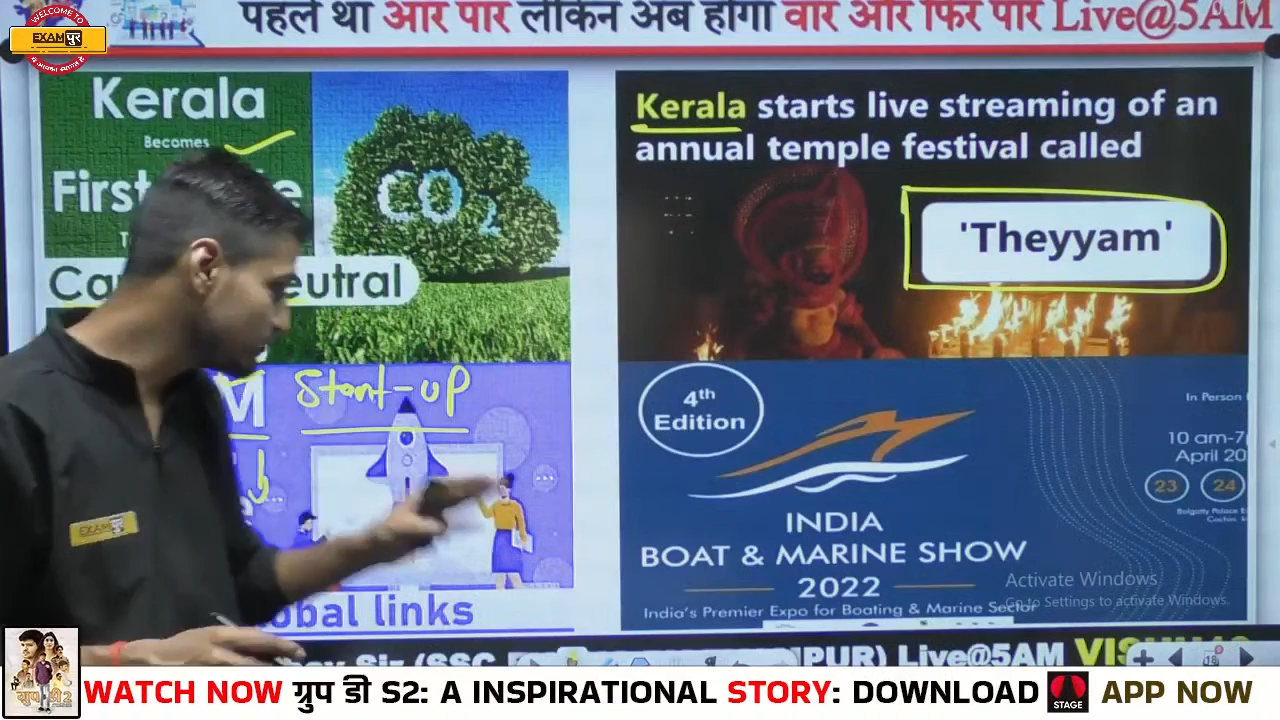 पहले था आर पार लेकिन अब होगा वार और फिर पार Live@5AM
WELCOME TO
EXAMपुर
Kerala
Becomes
First
eutral
Start-up
obal links
Kerala starts live streaming of an
annual temple festival called
'Theyyam'
4th
Edition
In Person
10 am-7
April 20
23 24
INDIA
BOAT & MARINE SHOW
2022
India's Premier Expo for Boating & Marine Sector
Activate Windows
Go to Settings to activate Windows.
Live@5AM
WATCH NOW ग्रुप डी S2: A INSPIRATIONAL STORY: DOWNLOAD STAGE APP NOW